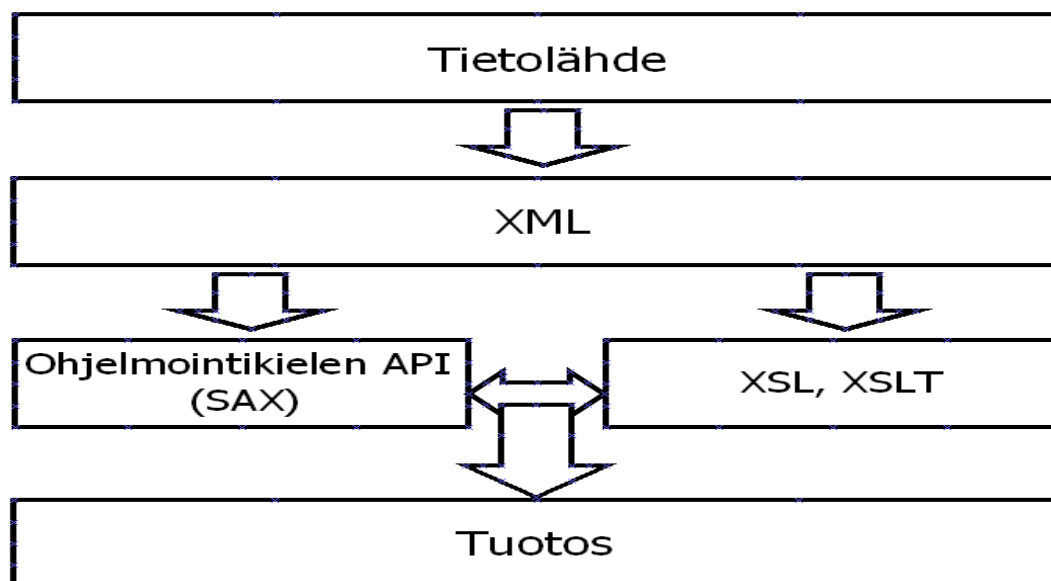 Tietolähde
XML
Ohjelmointikielen API
(SAX)
XSL, XSLT
Tuotos